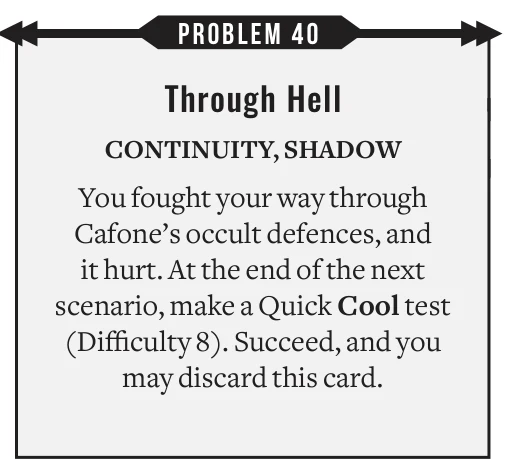 PROBLEM 40
Through Hell
CONTINUITY, SHADOW
You fought your way through
Cafone’s occult defences, and
it hurt. At the end of the next
scenario, make a Quick Cool test
(Difficulty 8). Succeed, and you
may discard this card.